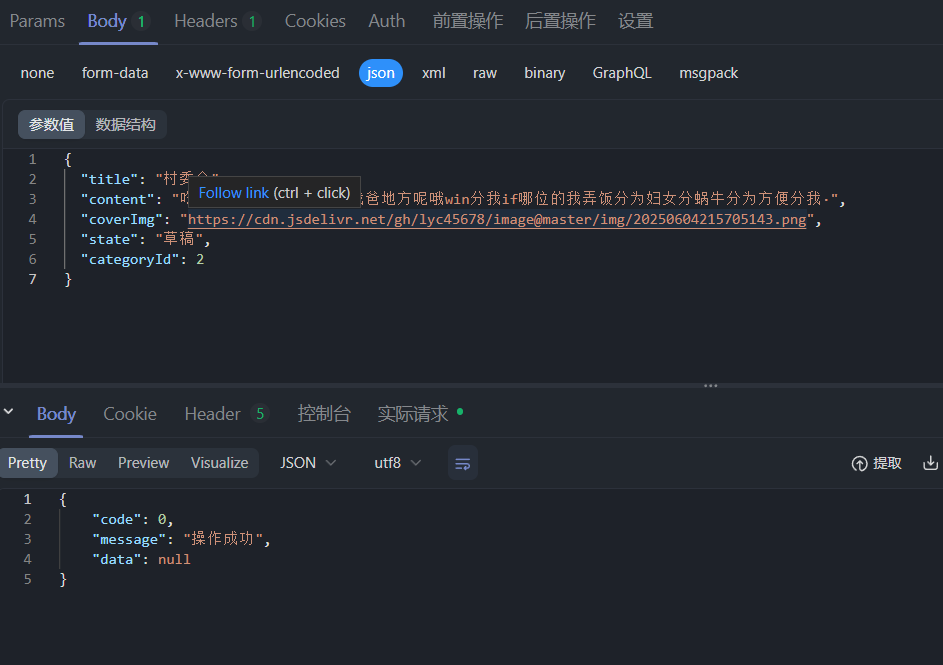 Params Body 1 Headers 1 Cookies Auth 前置操作 后置操作 设置
none form-data x-www-form-urlencoded json xml raw binary GraphQL msgpack
参数值 数据结构
1 {
2 "title": "村委会"
Follow link (ctrl + click)
3 "content": " 爸地方呢哦win分我if哪位的我弄饭分为妇女分蜗牛分为方便分我·",
4 "coverImg": "https://cdn.jsdelivr.net/gh/lyc45678/image@master/img/20250604215705143.png",
5 "state": "草稿",
6 "categoryId": 2
7 }
Body Cookie Header 5 控制台 实际请求
Pretty Raw Preview Visualize JSON utf8 提取
1 {
2 "code": 0,
3 "message": "操作成功",
4 "data": null
5 }